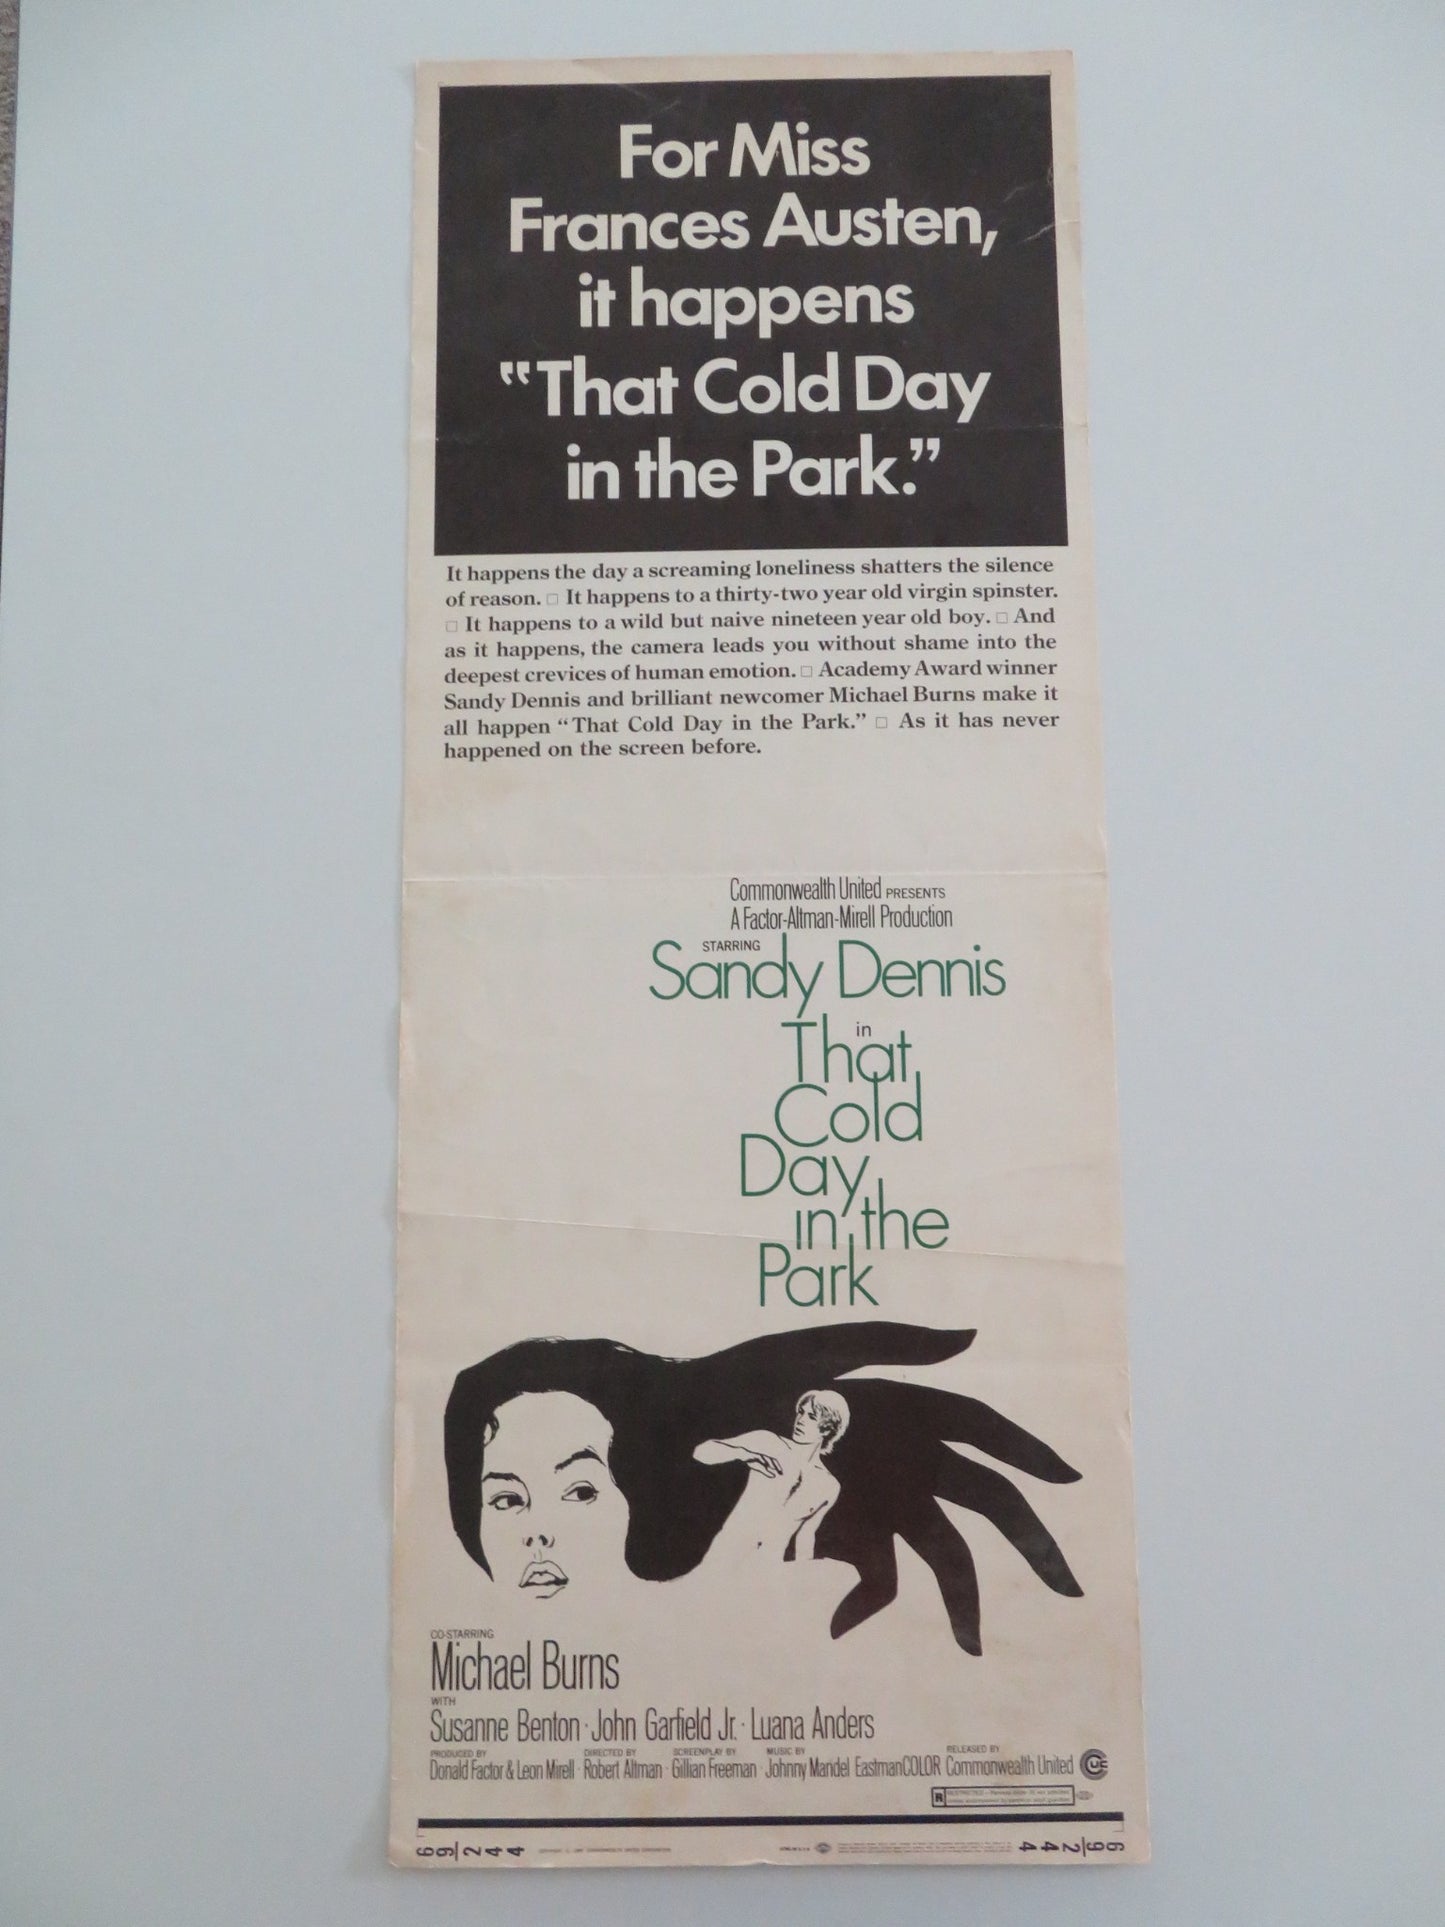 For Miss
Frances Austen,
it happens
“That Cold Day
in the Park.”
It happens the day a screaming loneliness shatters the silence
of reason. □ It happens to a thirty-two year old virgin spinster.
□ It happens to a wild but naive nineteen year old boy. □ And
as it happens, the camera leads you without shame into the
deepest crevices of human emotion. □ Academy Award winner
Sandy Dennis and brilliant newcomer Michael Burns make it
all happen “That Cold Day in the Park.” □ As it has never
happened on the screen before.
Commonwealth United PRESENTS
A Factor-Altman-Mirell Production
STARRING
Sandy Dennis
in
That
Cold
Day
in the
Park
CO-STARRING
Michael Burns
WITH
Susanne Benton · John Garfield Jr. · Luana Anders
PRODUCED BY DIRECTED BY SCREENPLAY BY MUSIC BY RELEASED BY
Donald Factor & Leon Mirell · Robert Altman · Gillian Freeman · Johnny Mandel EastmanCOLOR Commonwealth United CUC
R RESTRICTED
69/244 69/244